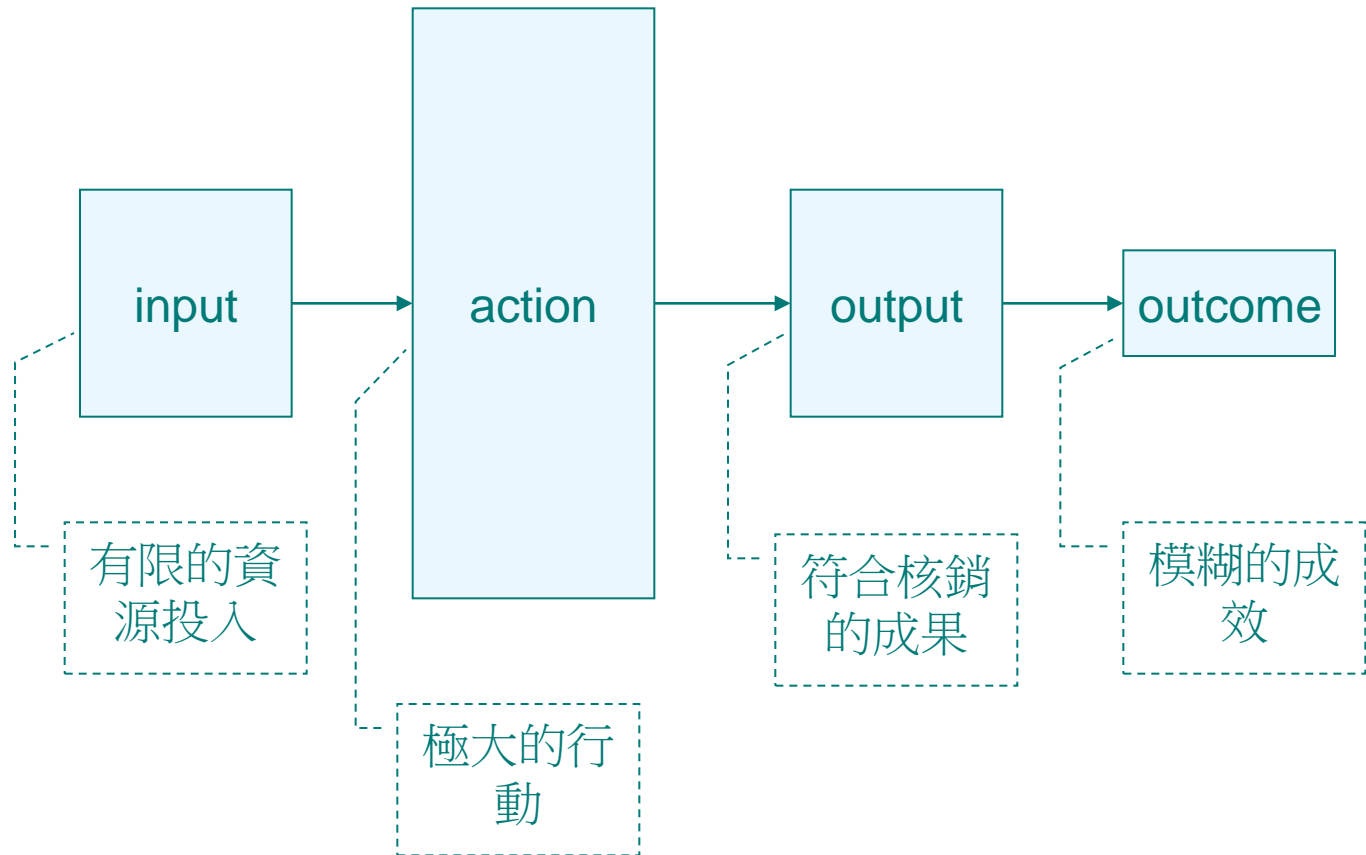 input
action
output
outcome
有限的資
源投入
極大的行
動
符合核銷
的成果
模糊的成
效